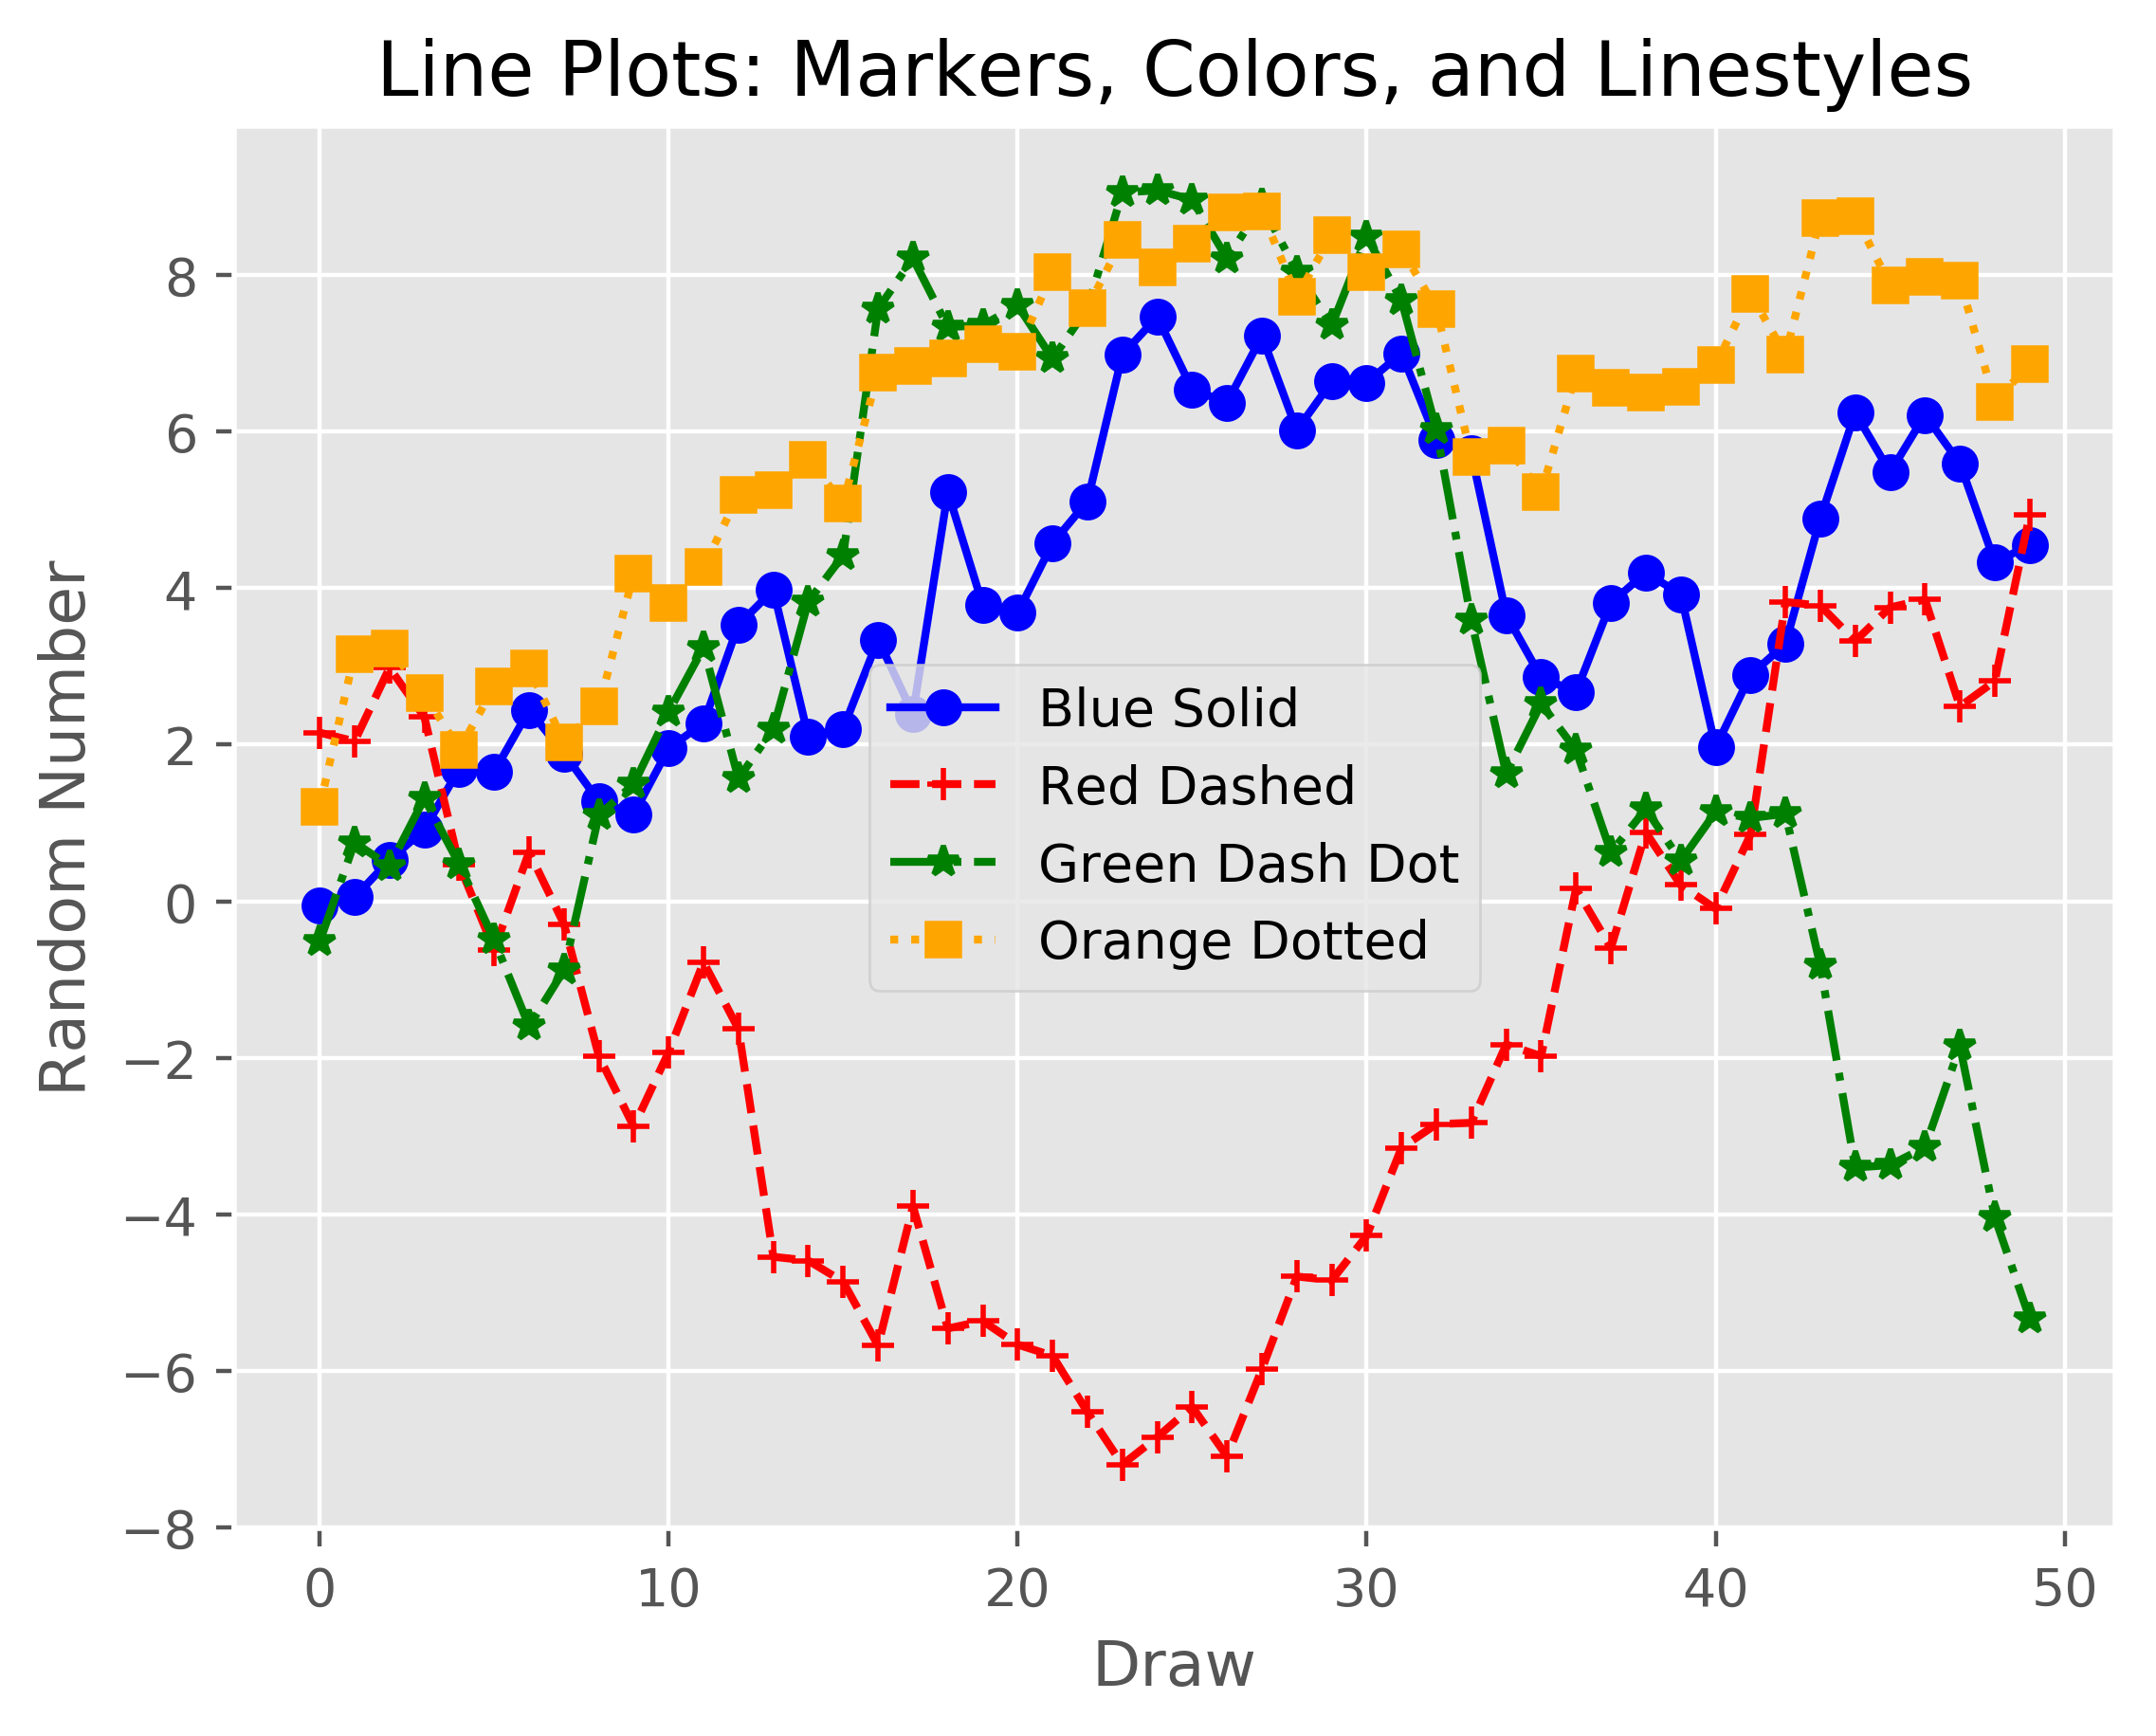 Line Plots: Markers, Colors, and Linestyles
Random Number
8
6
4
2
0
−2
−4
−6
−8
Blue Solid
Red Dashed
Green Dash Dot
Orange Dotted
0 10 20 30 40 50
Draw